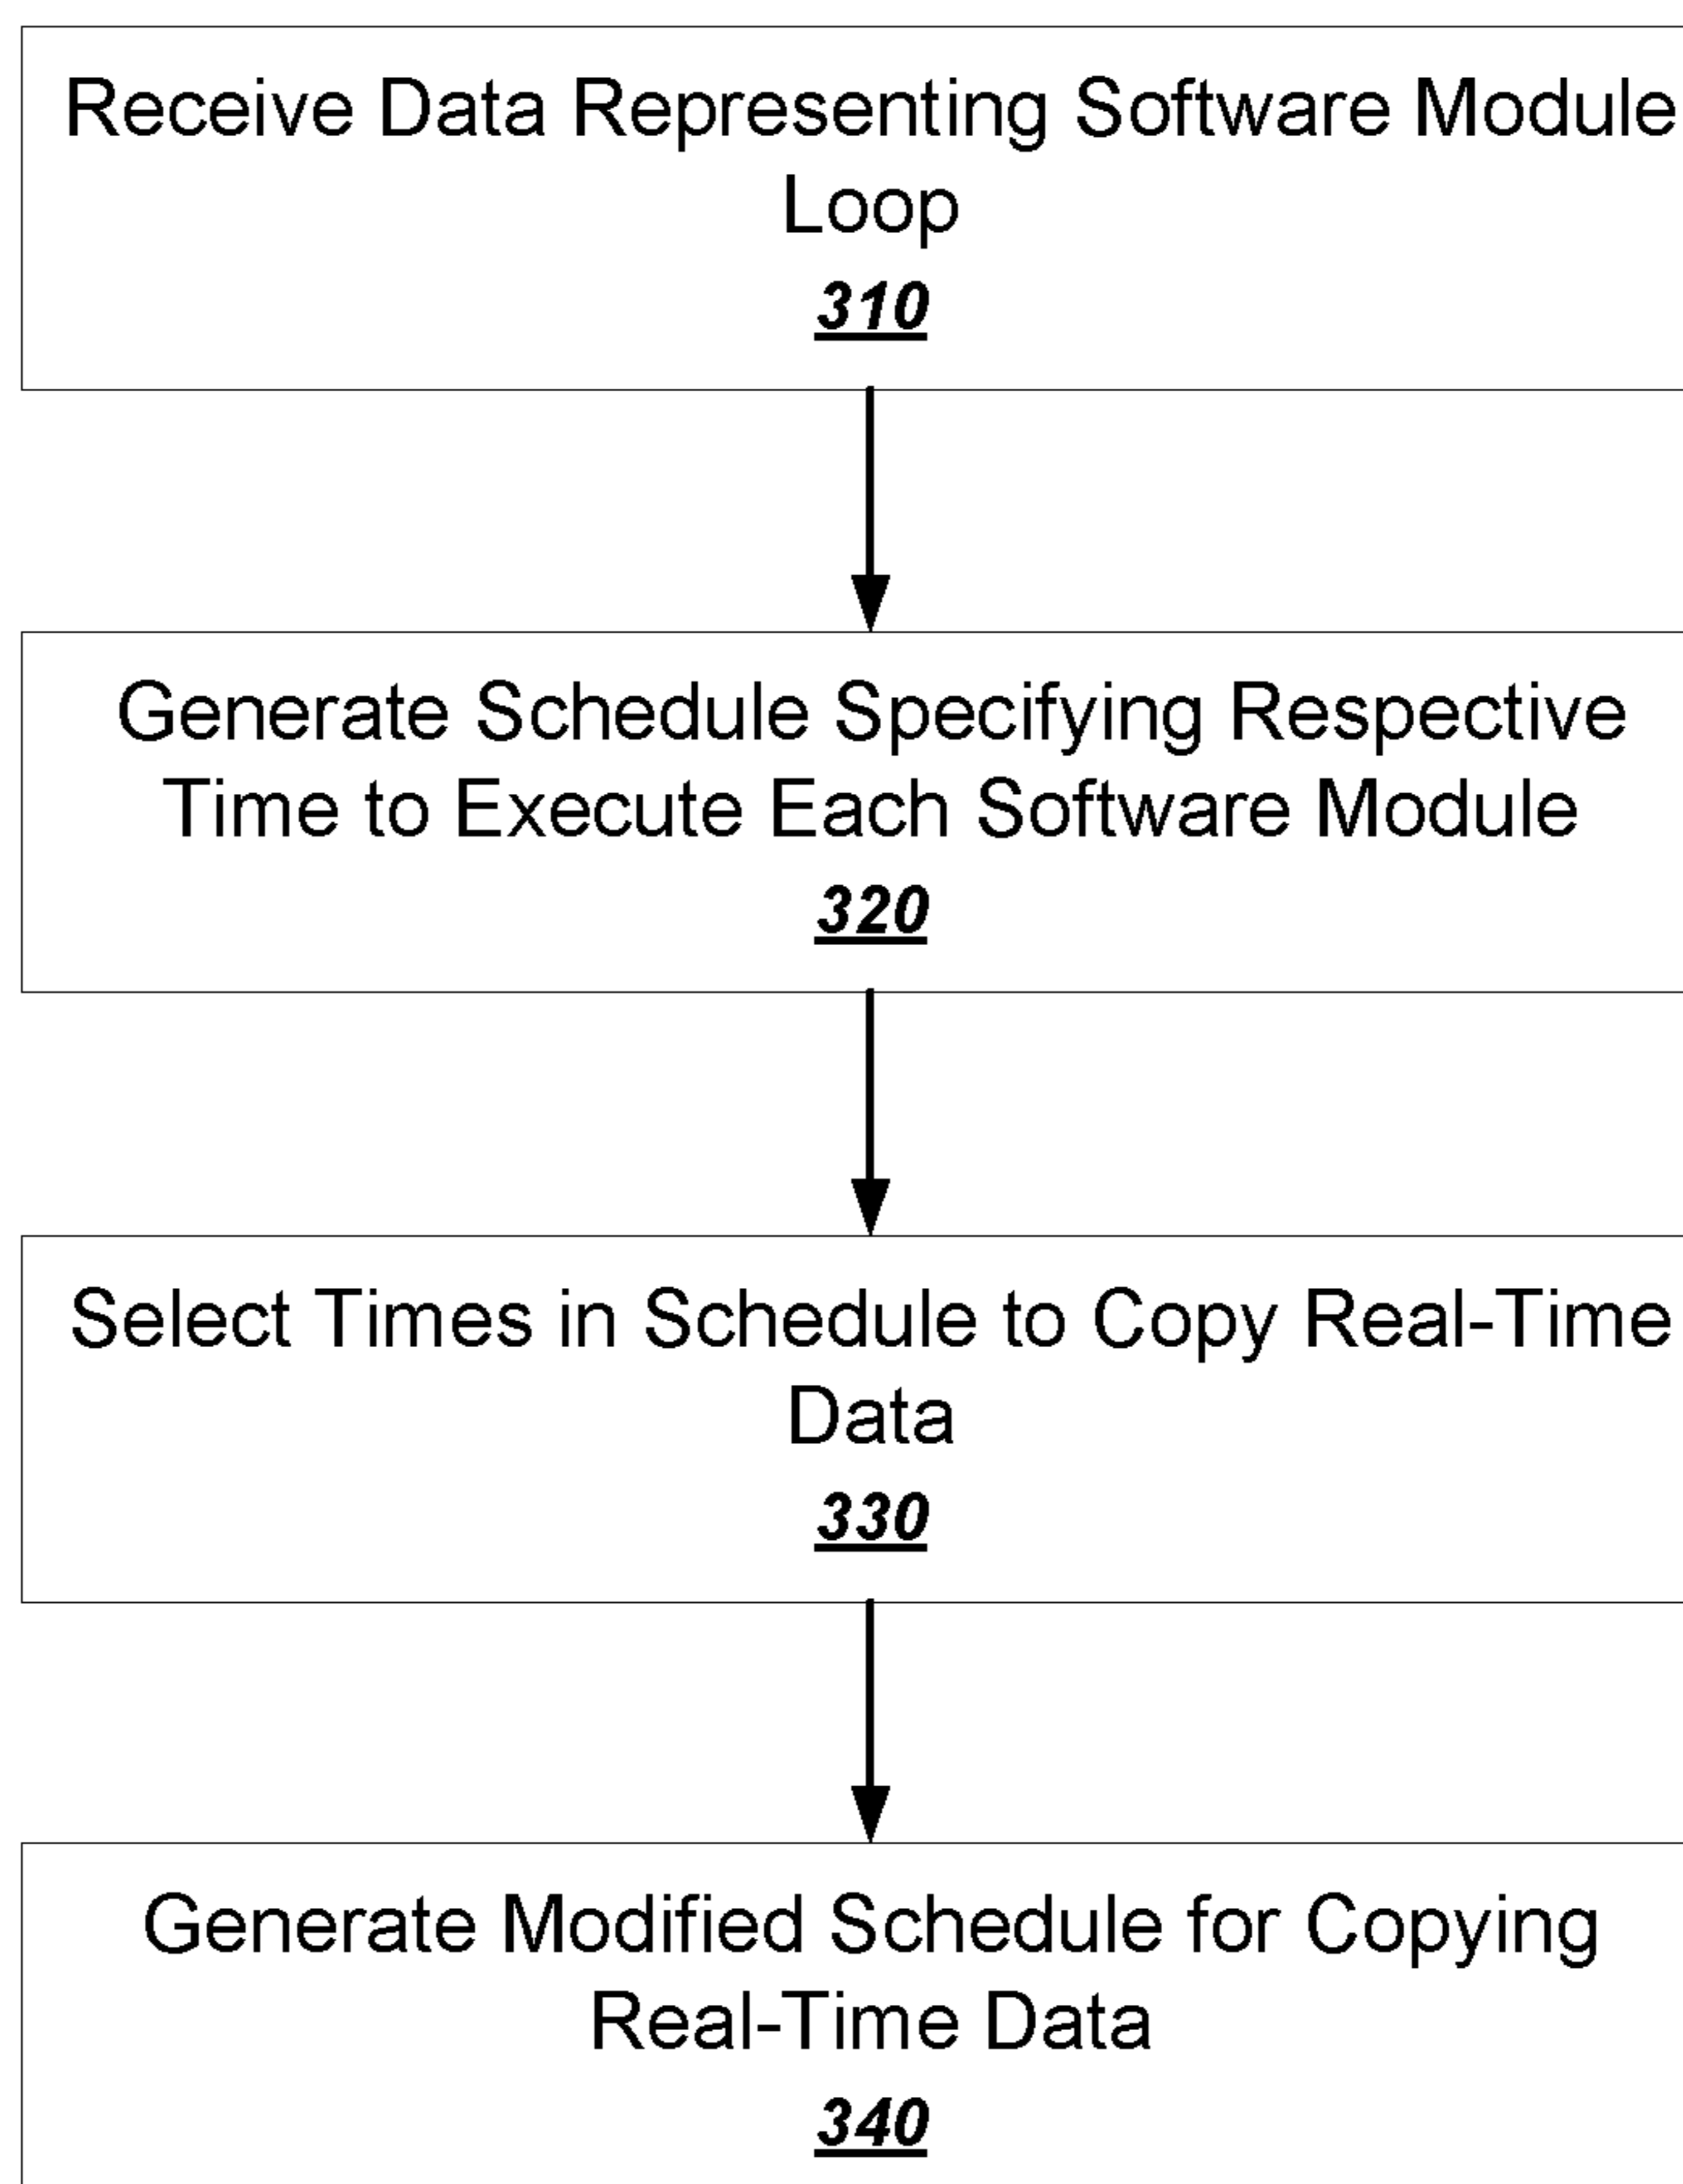 Receive Data Representing Software Module
Loop
310
Generate Schedule Specifying Respective
Time to Execute Each Software Module
320
Select Times in Schedule to Copy Real-Time
Data
330
Generate Modified Schedule for Copying
Real-Time Data
340